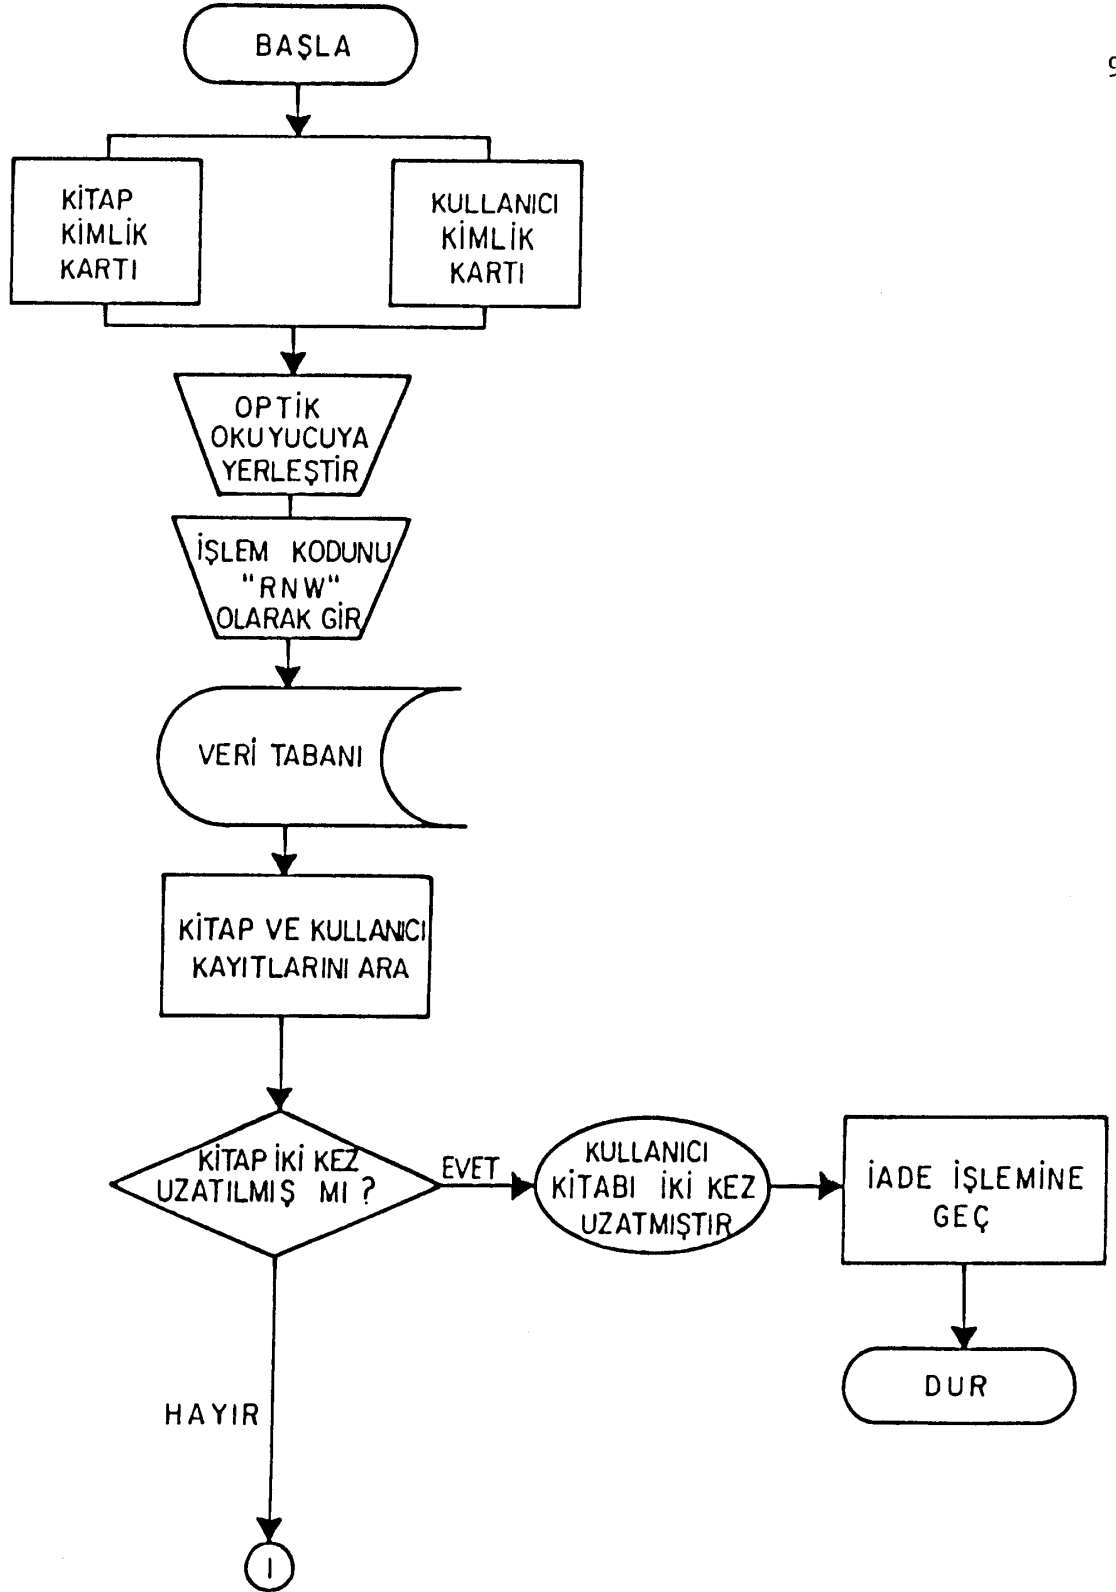 BAŞLA
9
KİTAP
KİMLİK
KARTI
KULLANICI
KİMLİK
KARTI
OPTİK
OKUYUCUYA
YERLEŞTİR
İŞLEM KODUNU
"RNW"
OLARAK GİR
VERİ TABANI
KİTAP VE KULLANICI
KAYITLARINI ARA
KİTAP İKİ KEZ
UZATILMIŞ MI ?
EVET
KULLANICI
KİTABI İKİ KEZ
UZATMIŞTIR
İADE İŞLEMİNE
GEÇ
DUR
HAYIR
1